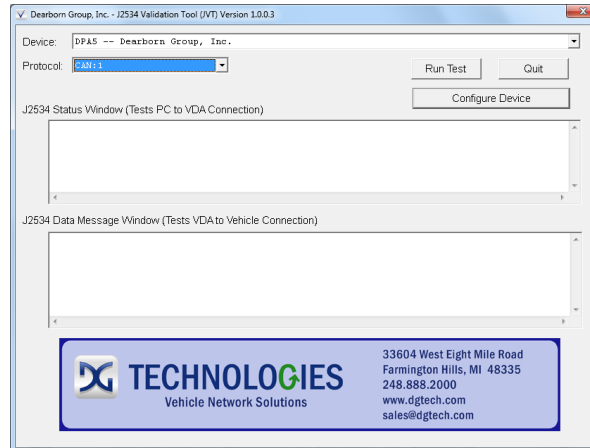 Dearborn Group, Inc. - J2534 Validation Tool (JVT) Version 1.0.0.3
Device: DPA5 -- Dearborn Group, Inc.
Protocol: CAN:1
Run Test Quit
Configure Device
J2534 Status Window (Tests PC to VDA Connection)
J2534 Data Message Window (Tests VDA to Vehicle Connection)
DG TECHNOLOGIES
Vehicle Network Solutions
33604 West Eight Mile Road
Farmington Hills, MI 48335
248.888.2000
www.dgtech.com
sales@dgtech.com